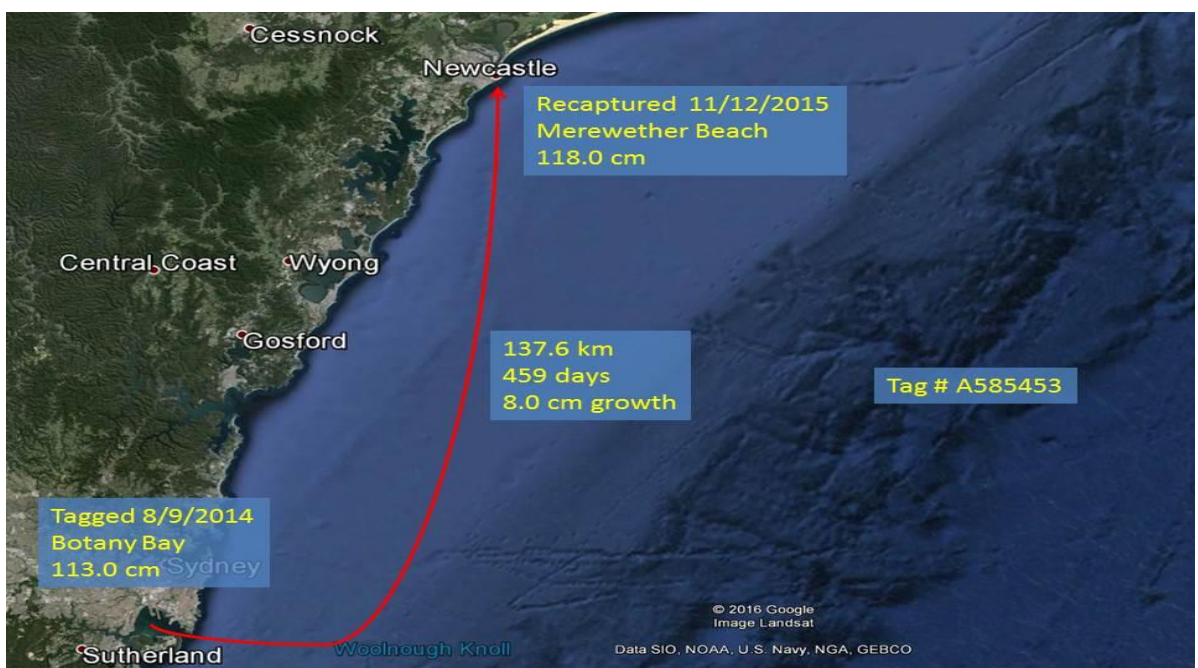 Cessnock
Newcastle
Recaptured 11/12/2015
Merewether Beach
118.0 cm
Central Coast
Wyong
Gosford
137.6 km
459 days
8.0 cm growth
Tag # A585453
Tagged 8/9/2014
Botany Bay
113.0 cm
Sydney
© 2016 Google
Image Landsat
Sutherland
Woolnough Knoll
Data SIO, NOAA, U.S. Navy, NGA, GEBCO